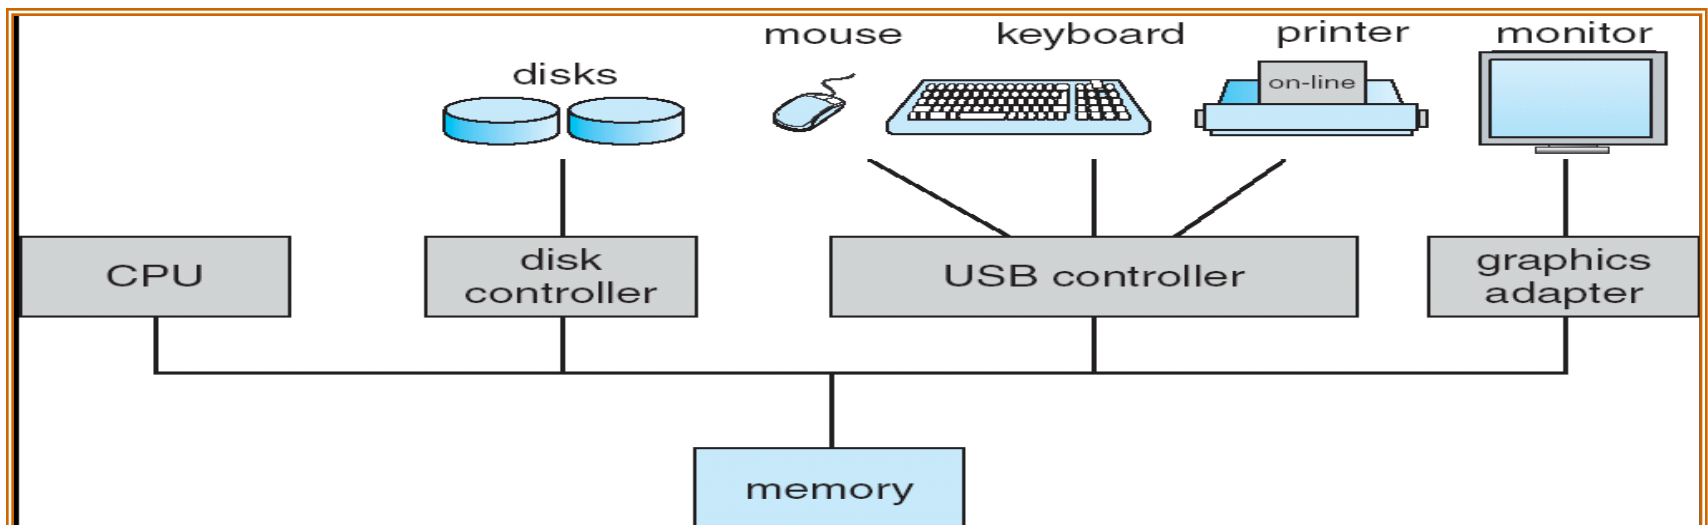 mouse
keyboard
printer
monitor
disks
on-line
CPU
disk
controller
USB controller
graphics
adapter
memory